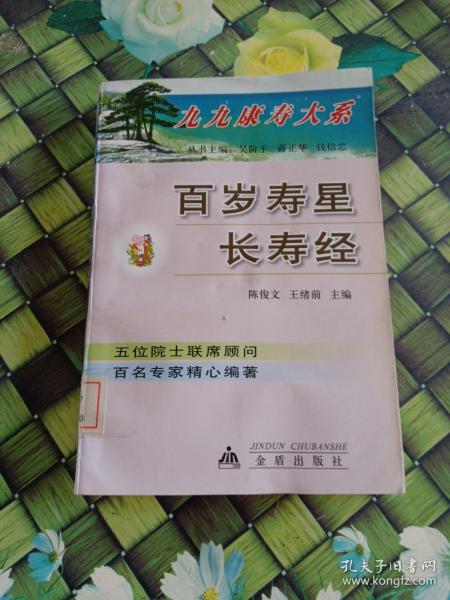 九九康寿大系
丛书主编:吴阶平 蒋正华 钱信忠
百岁寿星
长寿经
陈俊文 王绪前 主编
五位院士联席顾问
百名专家精心编著
JINDUN CHUBANSHE
金盾出版社
孔夫子旧书网
www.kongfz.com